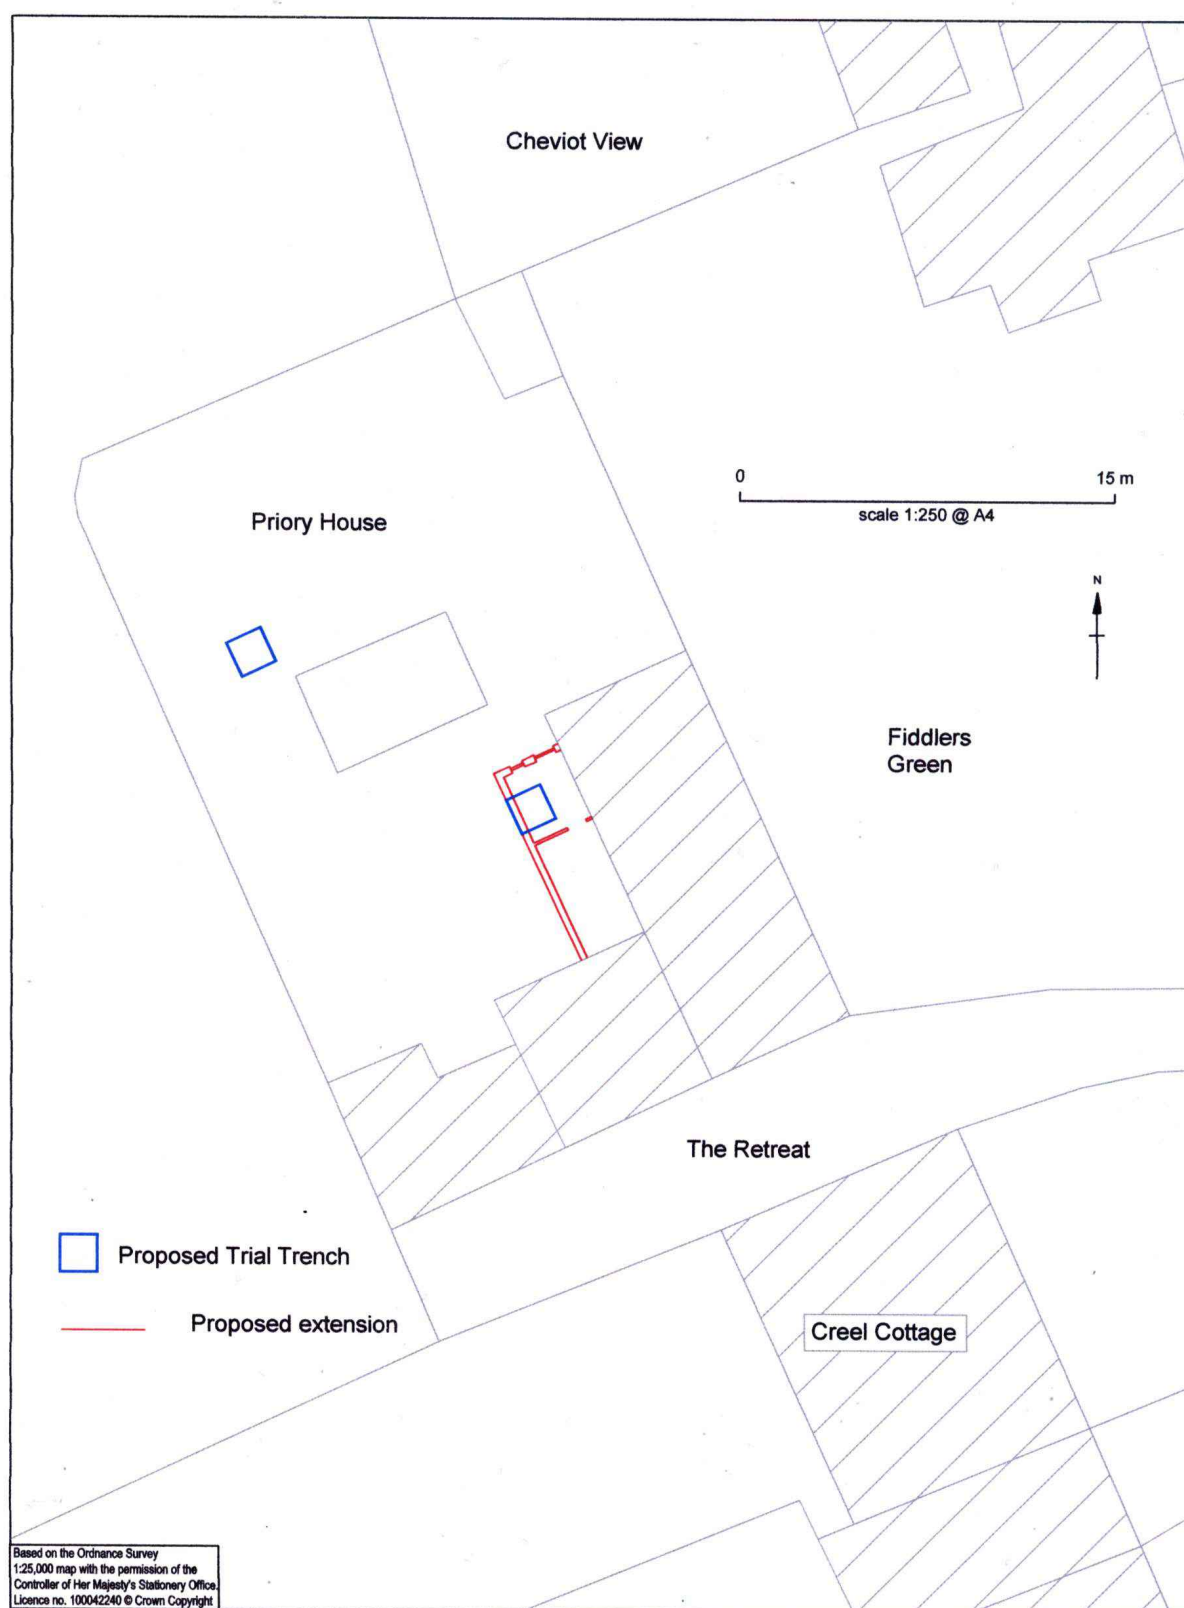 Cheviot View
0 15 m
scale 1:250 @ A4
Priory House
N
Fiddlers
Green
The Retreat
Proposed Trial Trench
Proposed extension
Creel Cottage
Based on the Ordnance Survey
1:25,000 map with the permission of the
Controller of Her Majesty's Stationery Office.
Licence no. 100042240 © Crown Copyright